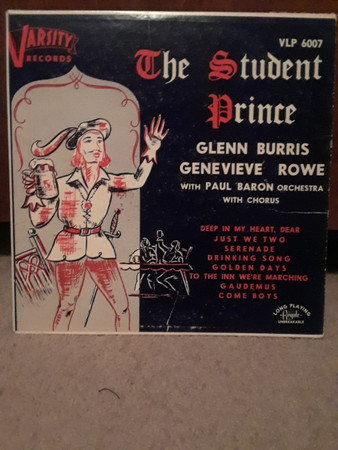 VARSITY
RECORDS
VLP 6007
The Student
Prince
GLENN BURRIS
GENEVIEVE ROWE
WITH PAUL BARON ORCHESTRA
WITH CHORUS
DEEP IN MY HEART, DEAR
JUST WE TWO
SERENADE
DRINKING SONG
GOLDEN DAYS
TO THE INN WE'RE MARCHING
GAUDEMUS
COME BOYS
LONG PLAYING
UNBREAKABLE